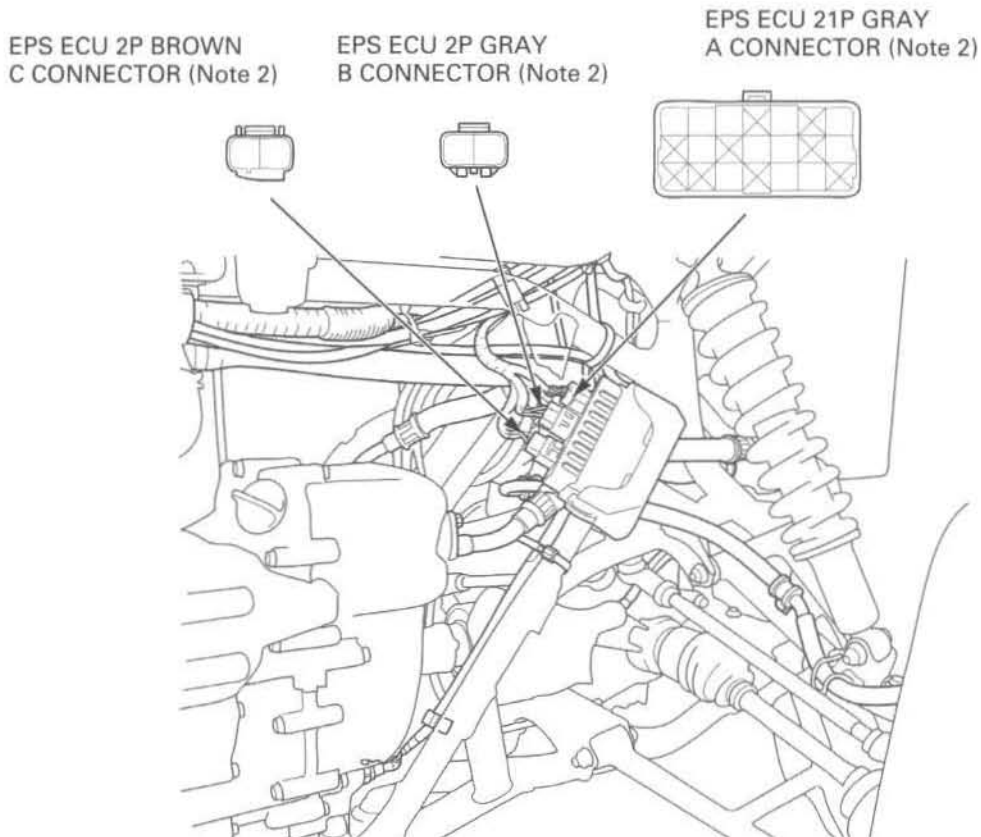 EPS ECU 2P BROWN
C CONNECTOR (Note 2)
EPS ECU 2P GRAY
B CONNECTOR (Note 2)
EPS ECU 21P GRAY
A CONNECTOR (Note 2)